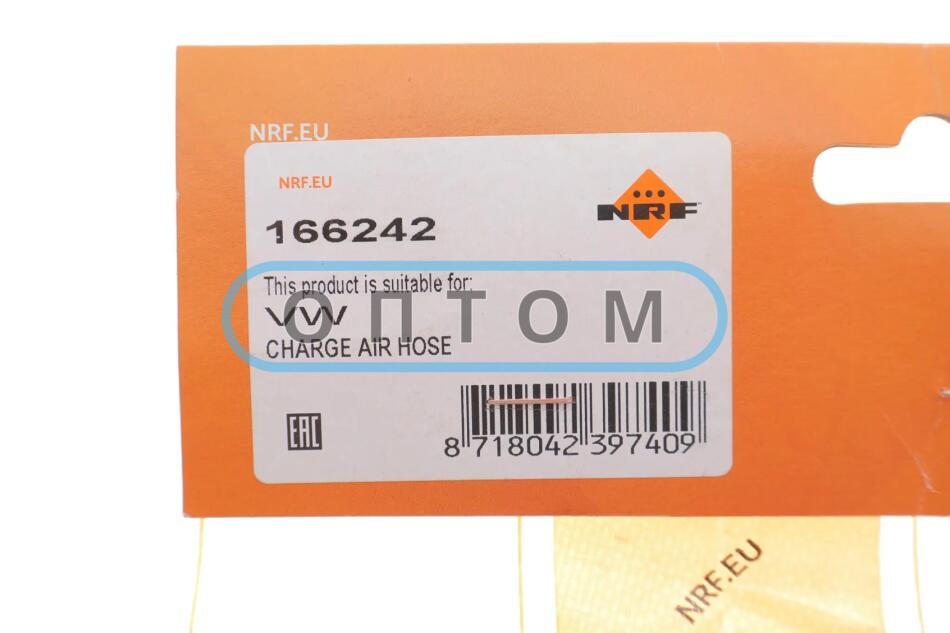 NRF.EU
NRF.EU
NRF
166242
This product is suitable for:
VW
ОПТОМ
CHARGE AIR HOSE
EAC
8 718042 397409
NRF.EU